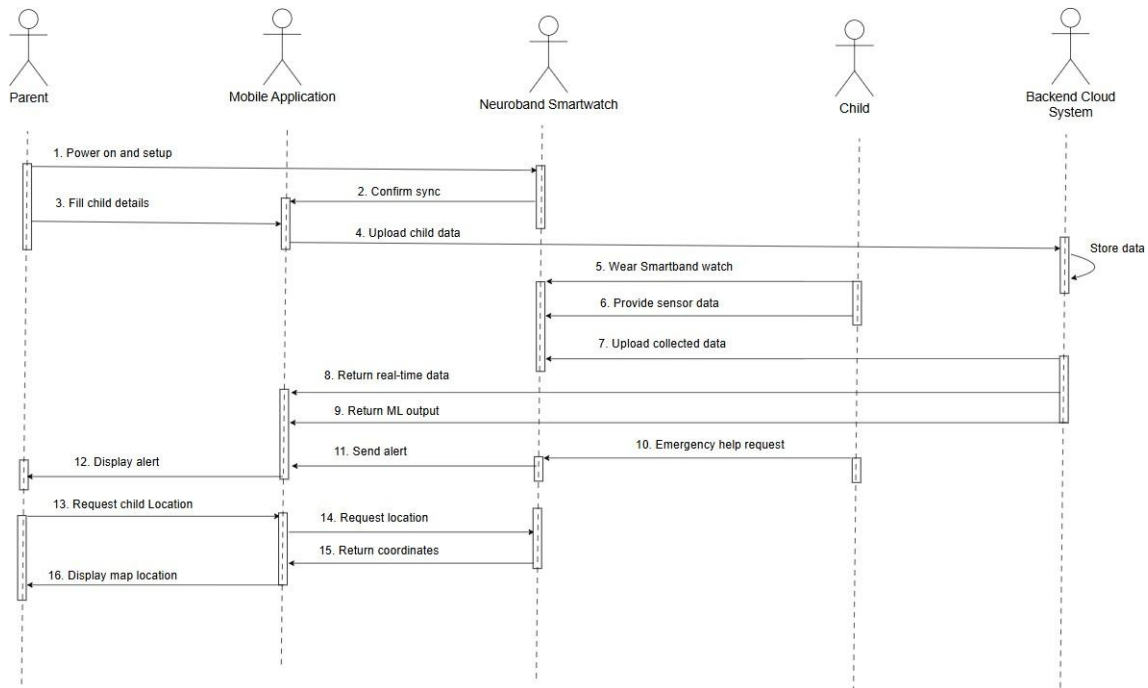 Parent
Mobile Application
Neuroband Smartwatch
Child
Backend Cloud
System
1. Power on and setup
2. Confirm sync
3. Fill child details
4. Upload child data
Store data
5. Wear Smartband watch
6. Provide sensor data
7. Upload collected data
8. Return real-time data
9. Return ML output
10. Emergency help request
11. Send alert
12. Display alert
13. Request child Location
14. Request location
15. Return coordinates
16. Display map location